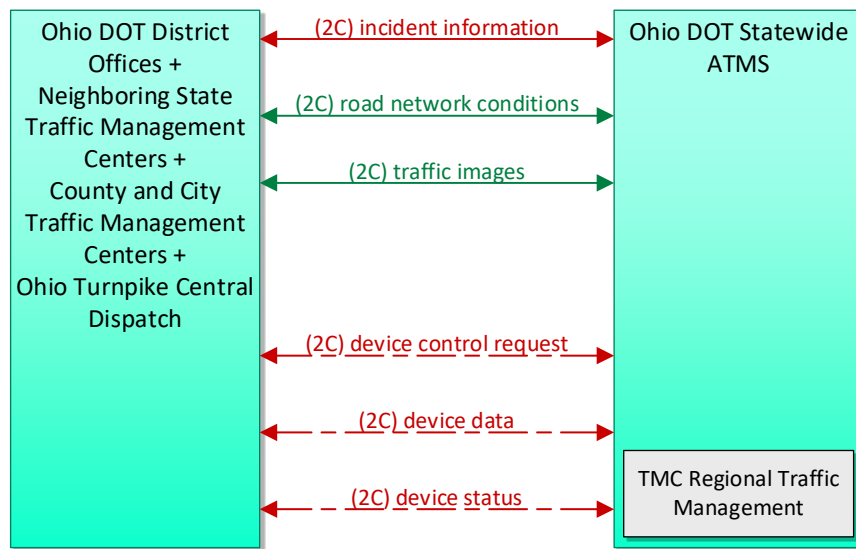 Ohio DOT District
Offices +
Neighboring State
Traffic Management
Centers +
County and City
Traffic Management
Centers +
Ohio Turnpike Central
Dispatch
(2C) incident information
(2C) road network conditions
(2C) traffic images
(2C) device control request
(2C) device data
(2C) device status
Ohio DOT Statewide
ATMS
TMC Regional Traffic
Management